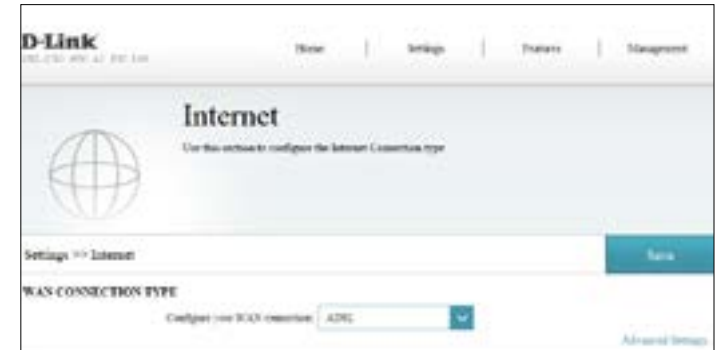 D-Link
Home | Settings | Features | Management
Internet
Use this section to configure the Internet Connection type
Settings >> Internet
Save
WAN CONNECTION TYPE
Configure your WAN connection ADSL
Advanced Settings